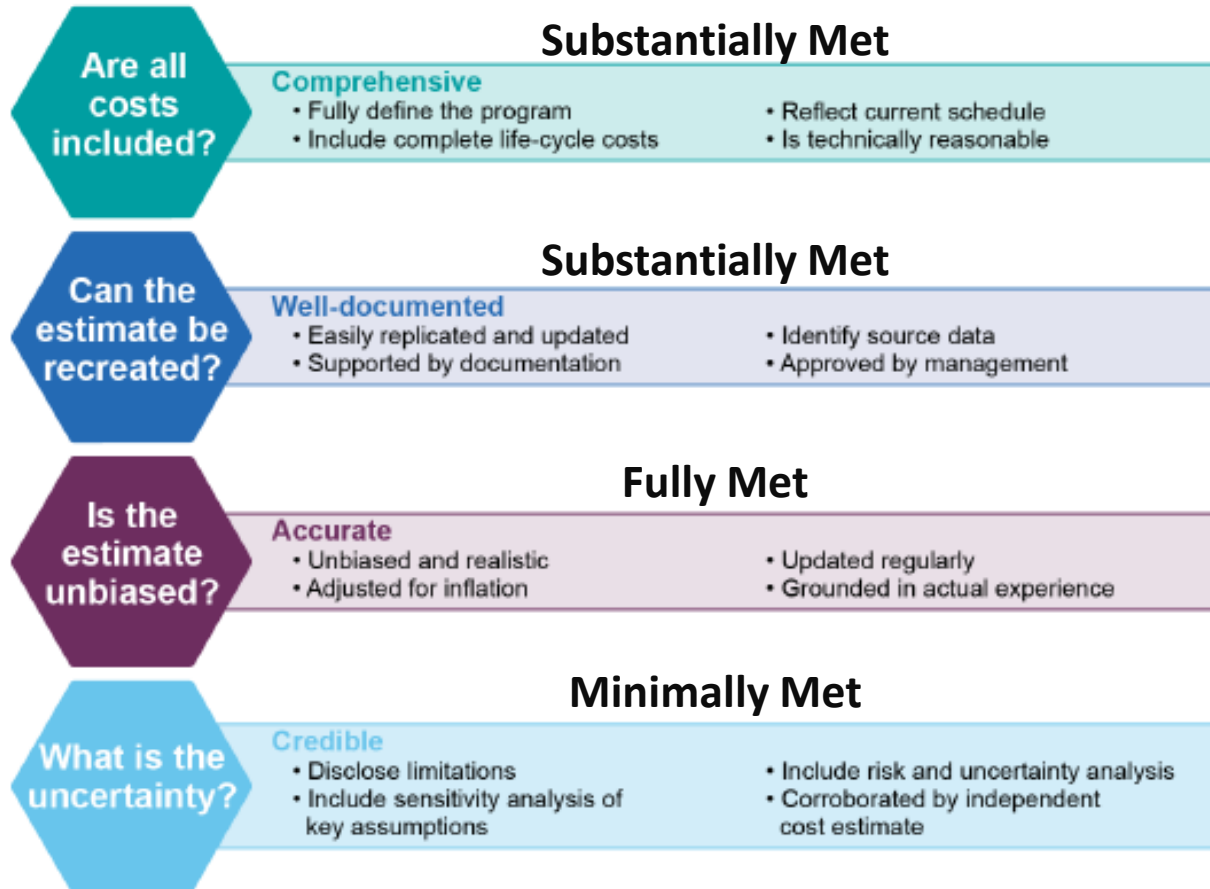 Are all
costs
included?
Substantially Met
Comprehensive
• Fully define the program
• Include complete life-cycle costs
• Reflect current schedule
• Is technically reasonable
Can the
estimate be
recreated?
Substantially Met
Well-documented
• Easily replicated and updated
• Supported by documentation
• Identify source data
• Approved by management
Is the
estimate
unbiased?
Fully Met
Accurate
• Unbiased and realistic
• Adjusted for inflation
• Updated regularly
• Grounded in actual experience
What is the
uncertainty?
Minimally Met
Credible
• Disclose limitations
• Include sensitivity analysis of
key assumptions
• Include risk and uncertainty analysis
• Corroborated by independent
cost estimate